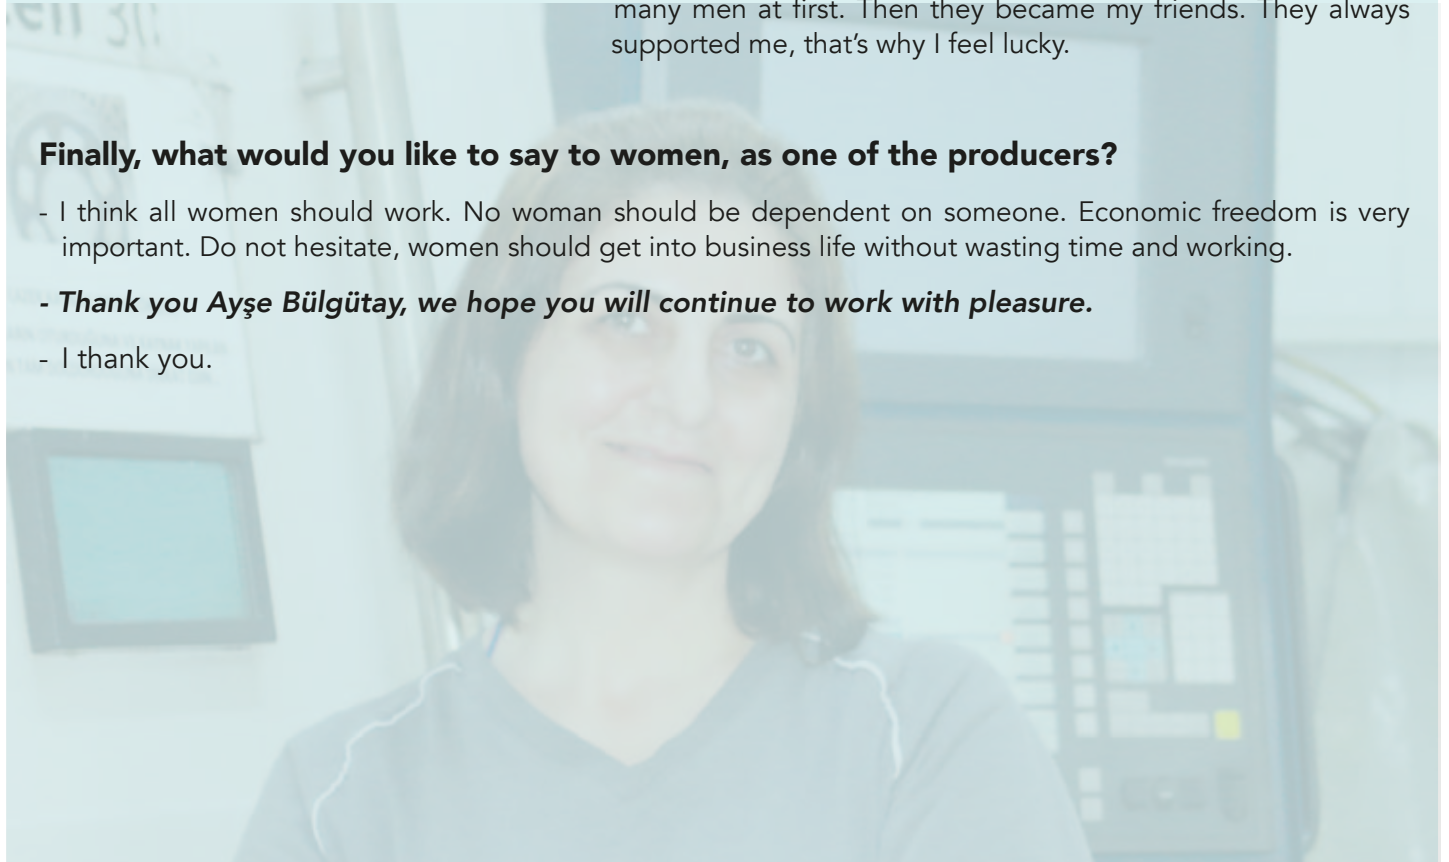 many men at first. Then they became my friends. They always
supported me, that's why I feel lucky.
Finally, what would you like to say to women, as one of the producers?
- I think all women should work. No woman should be dependent on someone. Economic freedom is very
important. Do not hesitate, women should get into business life without wasting time and working.
- Thank you Ayşe Bülgütay, we hope you will continue to work with pleasure.
- I thank you.